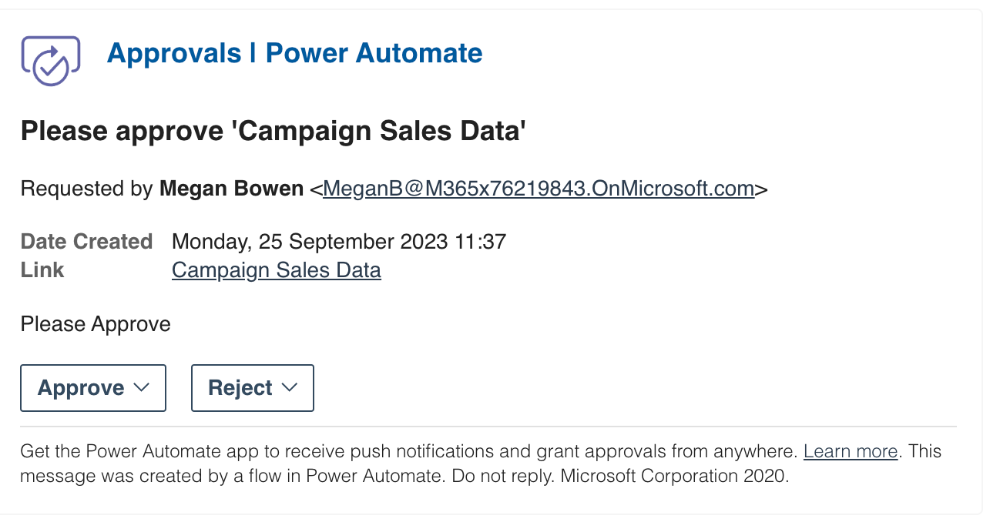 Approvals | Power Automate
Please approve 'Campaign Sales Data'
Requested by Megan Bowen <MeganB@M365x76219843.OnMicrosoft.com>
Date Created Monday, 25 September 2023 11:37
Link Campaign Sales Data
Please Approve
Approve Reject
Get the Power Automate app to receive push notifications and grant approvals from anywhere. Learn more. This
message was created by a flow in Power Automate. Do not reply. Microsoft Corporation 2020.